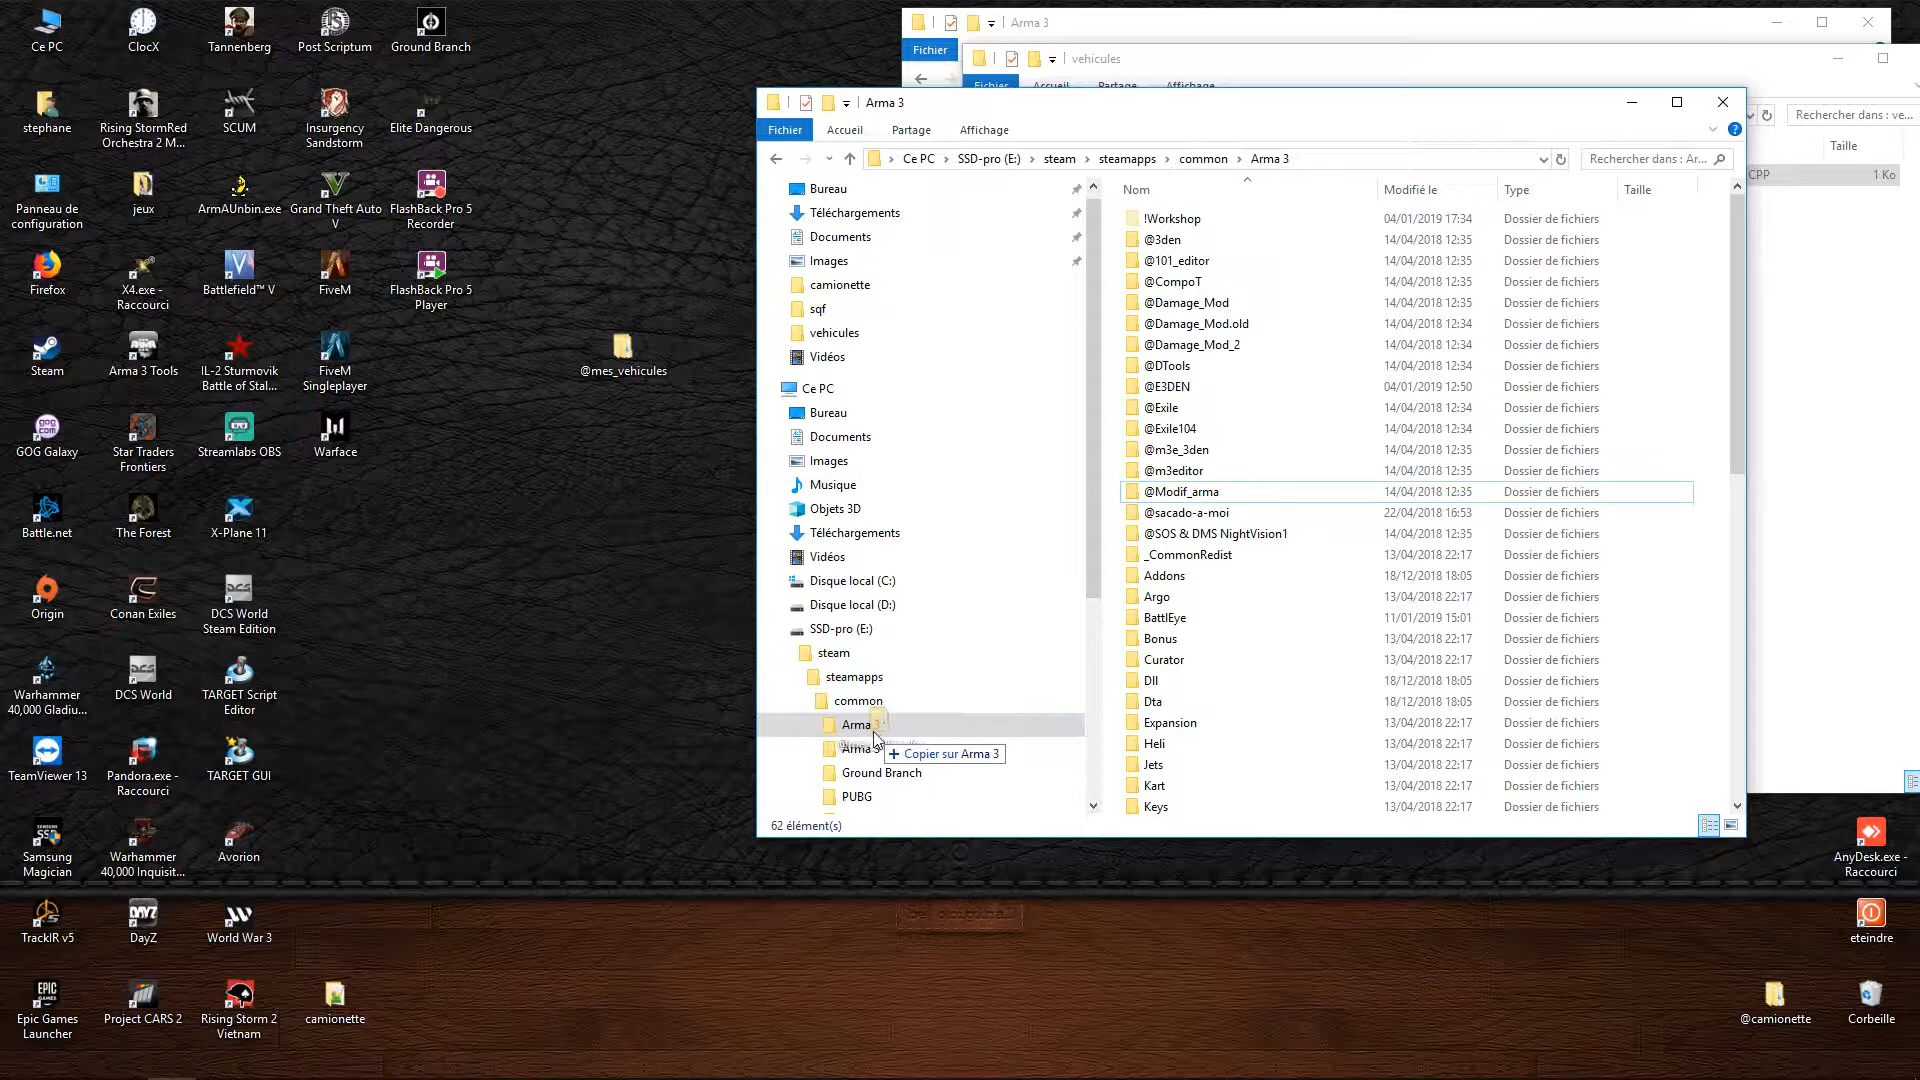 Ce PC
ClocX
Tannenberg
Post Scriptum
Ground Branch
stephane
Rising StormRed
Orchestra 2 M...
SCUM
Insurgency
Sandstorm
Elite Dangerous
Panneau de
configuration
jeux
ArmAUnbin.exe
Grand Theft Auto
V
FlashBack Pro 5
Recorder
Firefox
X4.exe -
Raccourci
Battlefield™ V
FiveM
FlashBack Pro 5
Player
Steam
Arma 3 Tools
IL-2 Sturmovik
Battle of Stal...
FiveM
Singleplayer
@mes_vehicules
GOG Galaxy
Star Traders
Frontiers
Streamlabs OBS
Warface
Battle.net
The Forest
X-Plane 11
Origin
Conan Exiles
DCS World
Steam Edition
Warhammer
40,000 Gladiu...
DCS World
TARGET Script
Editor
TeamViewer 13
Pandora.exe -
Raccourci
TARGET GUI
Samsung
Magician
Warhammer
40,000 Inquisit...
Avorion
TrackIR v5
DayZ
World War 3
Epic Games
Launcher
Project CARS 2
Rising Storm 2
Vietnam
camionette
Arma 3
Fichier
vehicules
Fichier
Accueil
Partage
Affichage
Rechercher dans : ve...
Taille
CPP
1 Ko
Arma 3
Fichier
Accueil
Partage
Affichage
Ce PC
SSD-pro (E:)
steam
steamapps
common
Arma 3
Rechercher dans : Ar...
Bureau
Téléchargements
Documents
Images
camionette
sqf
vehicules
Vidéos
Ce PC
Bureau
Documents
Images
Musique
Objets 3D
Téléchargements
Vidéos
Disque local (C:)
Disque local (D:)
SSD-pro (E:)
steam
steamapps
common
Arma 3
Arma 3
+ Copier sur Arma 3
Ground Branch
PUBG
Nom
Modifié le
Type
Taille
!Workshop 04/01/2019 17:34 Dossier de fichiers
@3den 14/04/2018 12:35 Dossier de fichiers
@101_editor 14/04/2018 12:35 Dossier de fichiers
@CompoT 14/04/2018 12:35 Dossier de fichiers
@Damage_Mod 14/04/2018 12:35 Dossier de fichiers
@Damage_Mod.old 14/04/2018 12:34 Dossier de fichiers
@Damage_Mod_2 14/04/2018 12:34 Dossier de fichiers
@DTools 14/04/2018 12:34 Dossier de fichiers
@E3DEN 04/01/2019 12:50 Dossier de fichiers
@Exile 14/04/2018 12:34 Dossier de fichiers
@Exile104 14/04/2018 12:34 Dossier de fichiers
@m3e_3den 14/04/2018 12:35 Dossier de fichiers
@m3editor 14/04/2018 12:35 Dossier de fichiers
@Modif_arma 14/04/2018 12:35 Dossier de fichiers
@sacado-a-moi 22/04/2018 16:53 Dossier de fichiers
@SOS & DMS NightVision1 14/04/2018 12:35 Dossier de fichiers
_CommonRedist 13/04/2018 22:17 Dossier de fichiers
Addons 18/12/2018 18:05 Dossier de fichiers
Argo 13/04/2018 22:17 Dossier de fichiers
BattlEye 11/01/2019 15:01 Dossier de fichiers
Bonus 13/04/2018 22:17 Dossier de fichiers
Curator 13/04/2018 22:17 Dossier de fichiers
Dll 18/12/2018 18:05 Dossier de fichiers
Dta 18/12/2018 18:05 Dossier de fichiers
Expansion 13/04/2018 22:17 Dossier de fichiers
Heli 13/04/2018 22:17 Dossier de fichiers
Jets 13/04/2018 22:17 Dossier de fichiers
Kart 13/04/2018 22:17 Dossier de fichiers
Keys 13/04/2018 22:17 Dossier de fichiers
62 élément(s)
AnyDesk.exe -
Raccourci
eteindre
@camionette
Corbeille